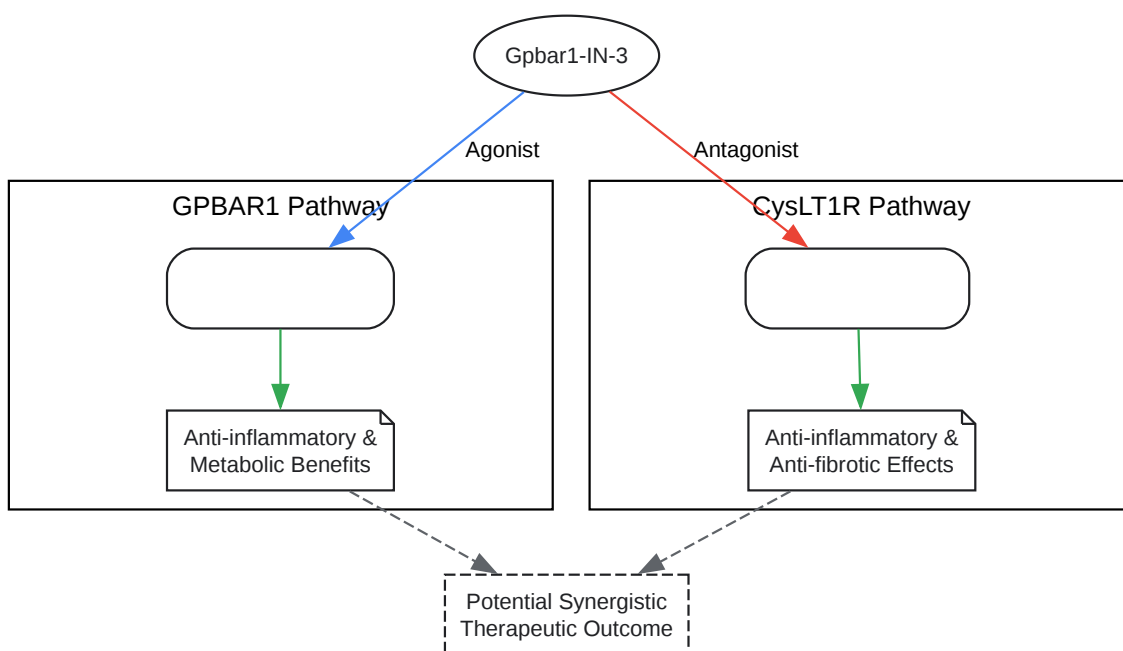 Gpbar1-IN-3
Agonist
Antagonist
GPBAR1 Pathway
CysLT1R Pathway
Anti-inflammatory &
Metabolic Benefits
Anti-inflammatory &
Anti-fibrotic Effects
Potential Synergistic
Therapeutic Outcome